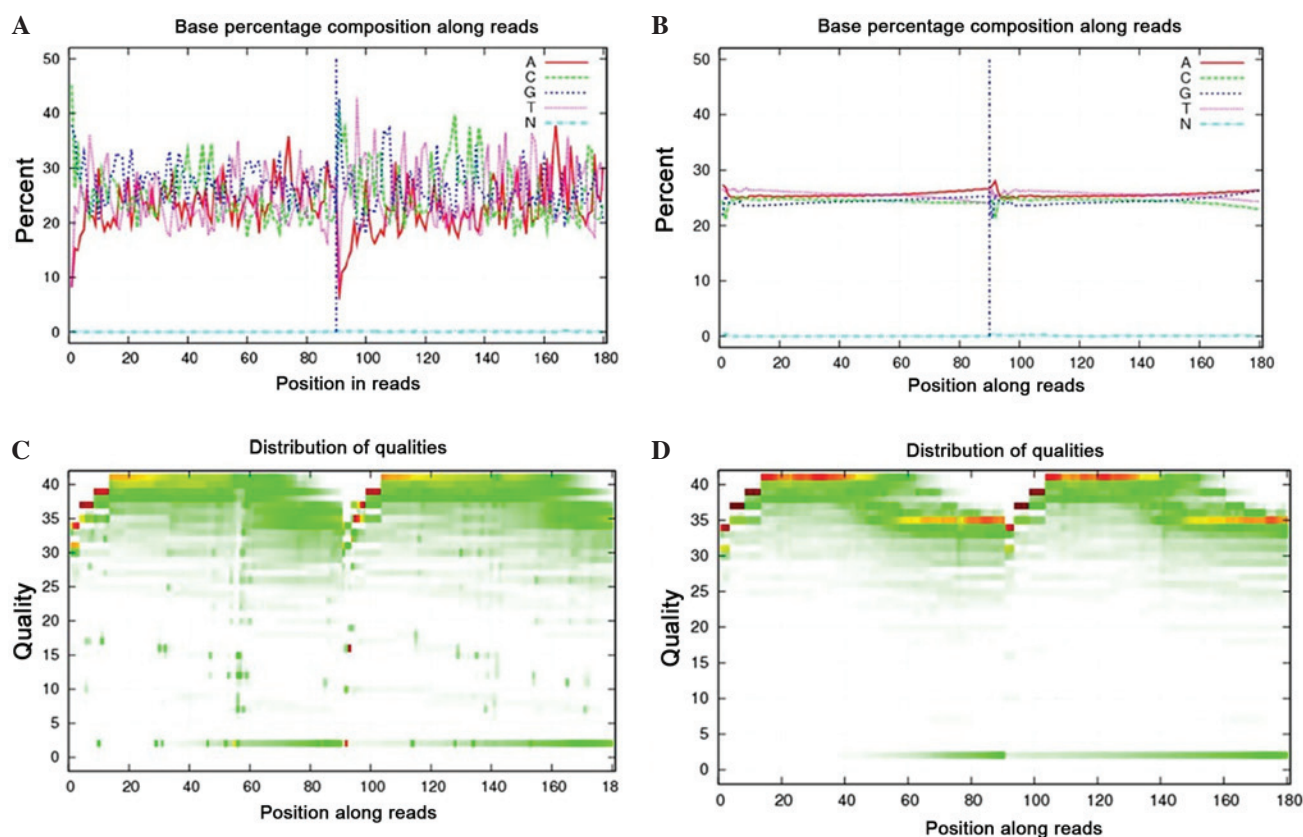 A
Base percentage composition along reads
50
40
30
20
10
0
Percent
A
C
G
T
N
0 20 40 60 80 100 120 140 160 180
Position in reads
B
Base percentage composition along reads
50
40
30
20
10
0
Percent
A
C
G
T
N
0 20 40 60 80 100 120 140 160 180
Position along reads
C
Distribution of qualities
40
35
30
25
20
15
10
5
0
Quality
0 20 40 60 80 100 120 140 160 180
Position along reads
D
Distribution of qualities
40
35
30
25
20
15
10
5
0
Quality
0 20 40 60 80 100 120 140 160 180
Position along reads